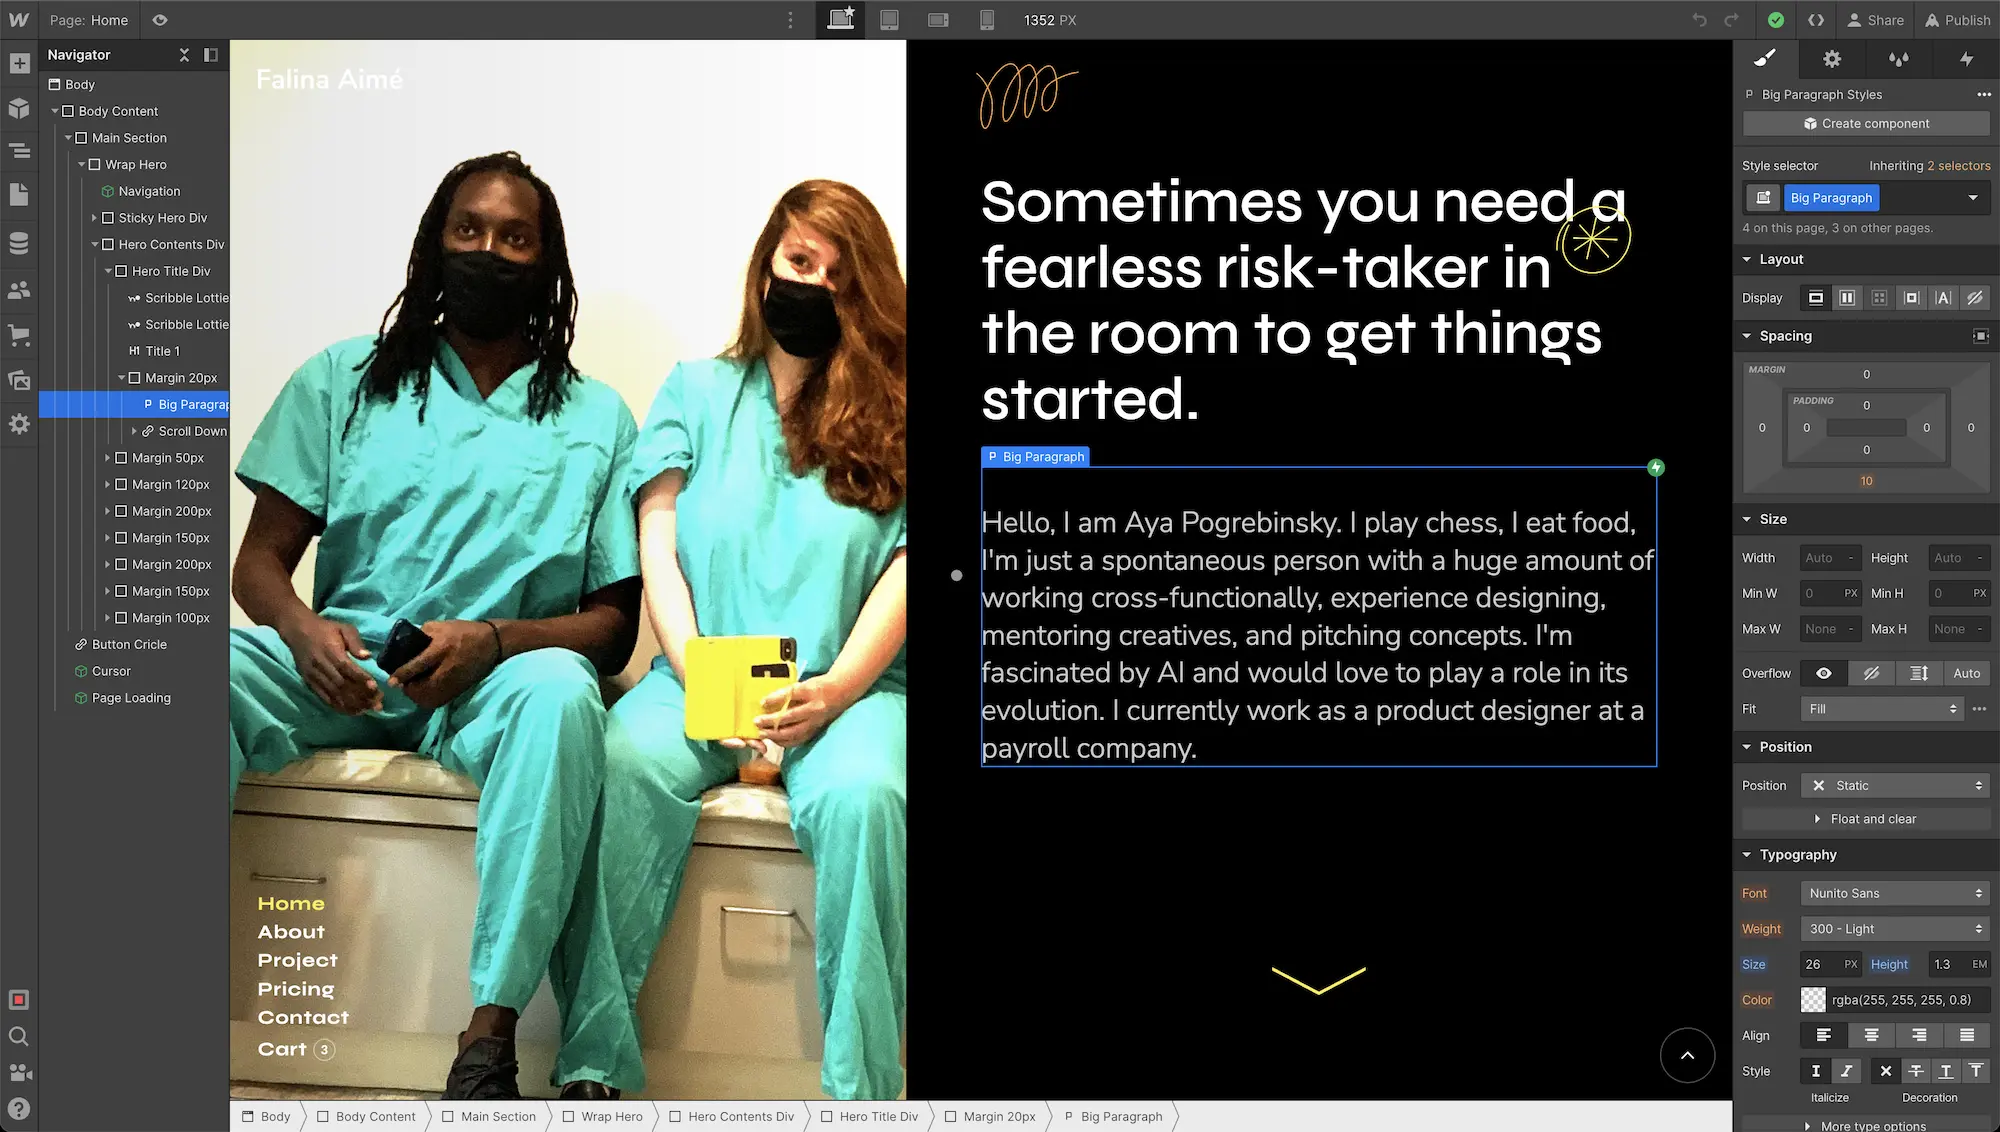 Page: Home
1352 PX
Share
Publish
Navigator
Body
Body Content
Main Section
Wrap Hero
Navigation
Sticky Hero Div
Hero Contents Div
Hero Title Div
Scribble Lottie
Scribble Lottie
H1 Title 1
Margin 20px
P Big Paragrap
Scroll Down
Margin 50px
Margin 120px
Margin 200px
Margin 150px
Margin 200px
Margin 150px
Margin 100px
Button Cricle
Cursor
Page Loading
Falina Aimé
Home
About
Project
Pricing
Contact
Cart 3
Sometimes you need a
fearless risk-taker in
the room to get things
started.
P Big Paragraph
Hello, I am Aya Pogrebinsky. I play chess, I eat food,
I'm just a spontaneous person with a huge amount of
working cross-functionally, experience designing,
mentoring creatives, and pitching concepts. I'm
fascinated by AI and would love to play a role in its
evolution. I currently work as a product designer at a
payroll company.
Body
Body Content
Main Section
Wrap Hero
Hero Contents Div
Hero Title Div
Margin 20px
P Big Paragraph
P Big Paragraph Styles
Create component
Style selector
Inheriting 2 selectors
Big Paragraph
4 on this page, 3 on other pages.
Layout
Display
Spacing
MARGIN
0
PADDING
0
0 0 0 0
0
10
Size
Width Auto - Height Auto -
Min W 0 PX Min H 0 PX
Max W None - Max H None -
Overflow Auto
Fit Fill
Position
Position Static
Float and clear
Typography
Font Nunito Sans
Weight 300 - Light
Size 26 PX Height 1.3 EM
Color rgba(255, 255, 255, 0.8)
Align
Style
Italicize Decoration
More type options